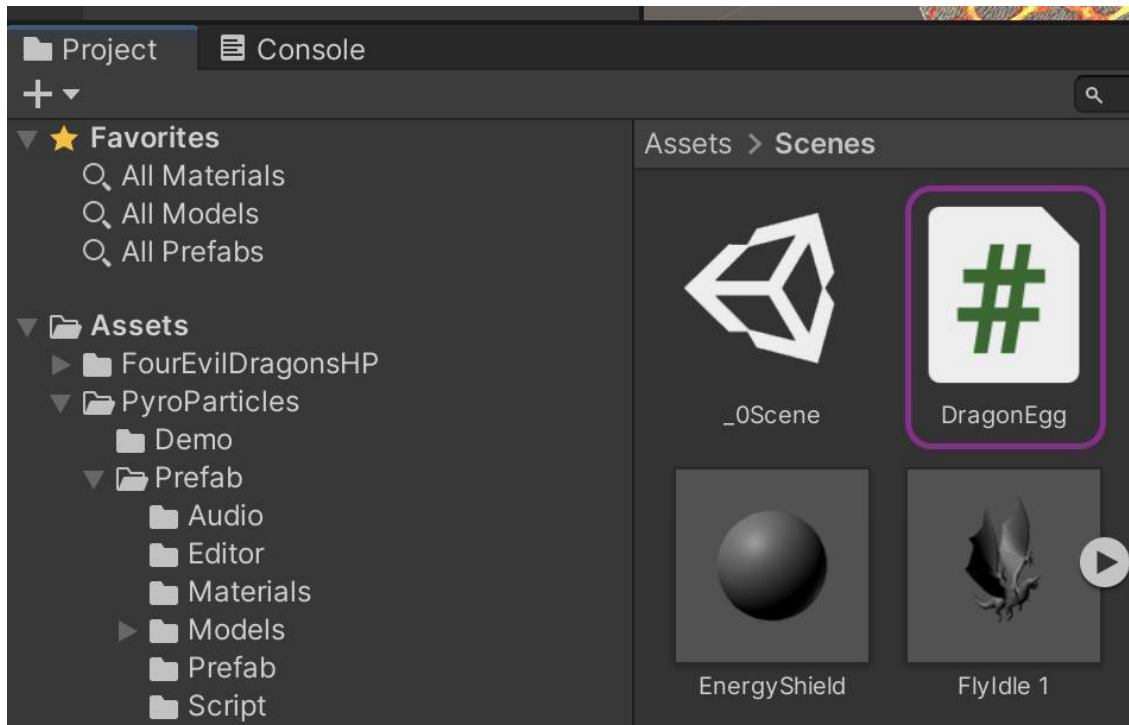 Project
Console
Favorites
All Materials
All Models
All Prefabs
Assets
FourEvilDragonsHP
PyroParticles
Demo
Prefab
Audio
Editor
Materials
Models
Prefab
Script
Assets > Scenes
_0Scene
DragonEgg
EnergyShield
FlyIdle 1